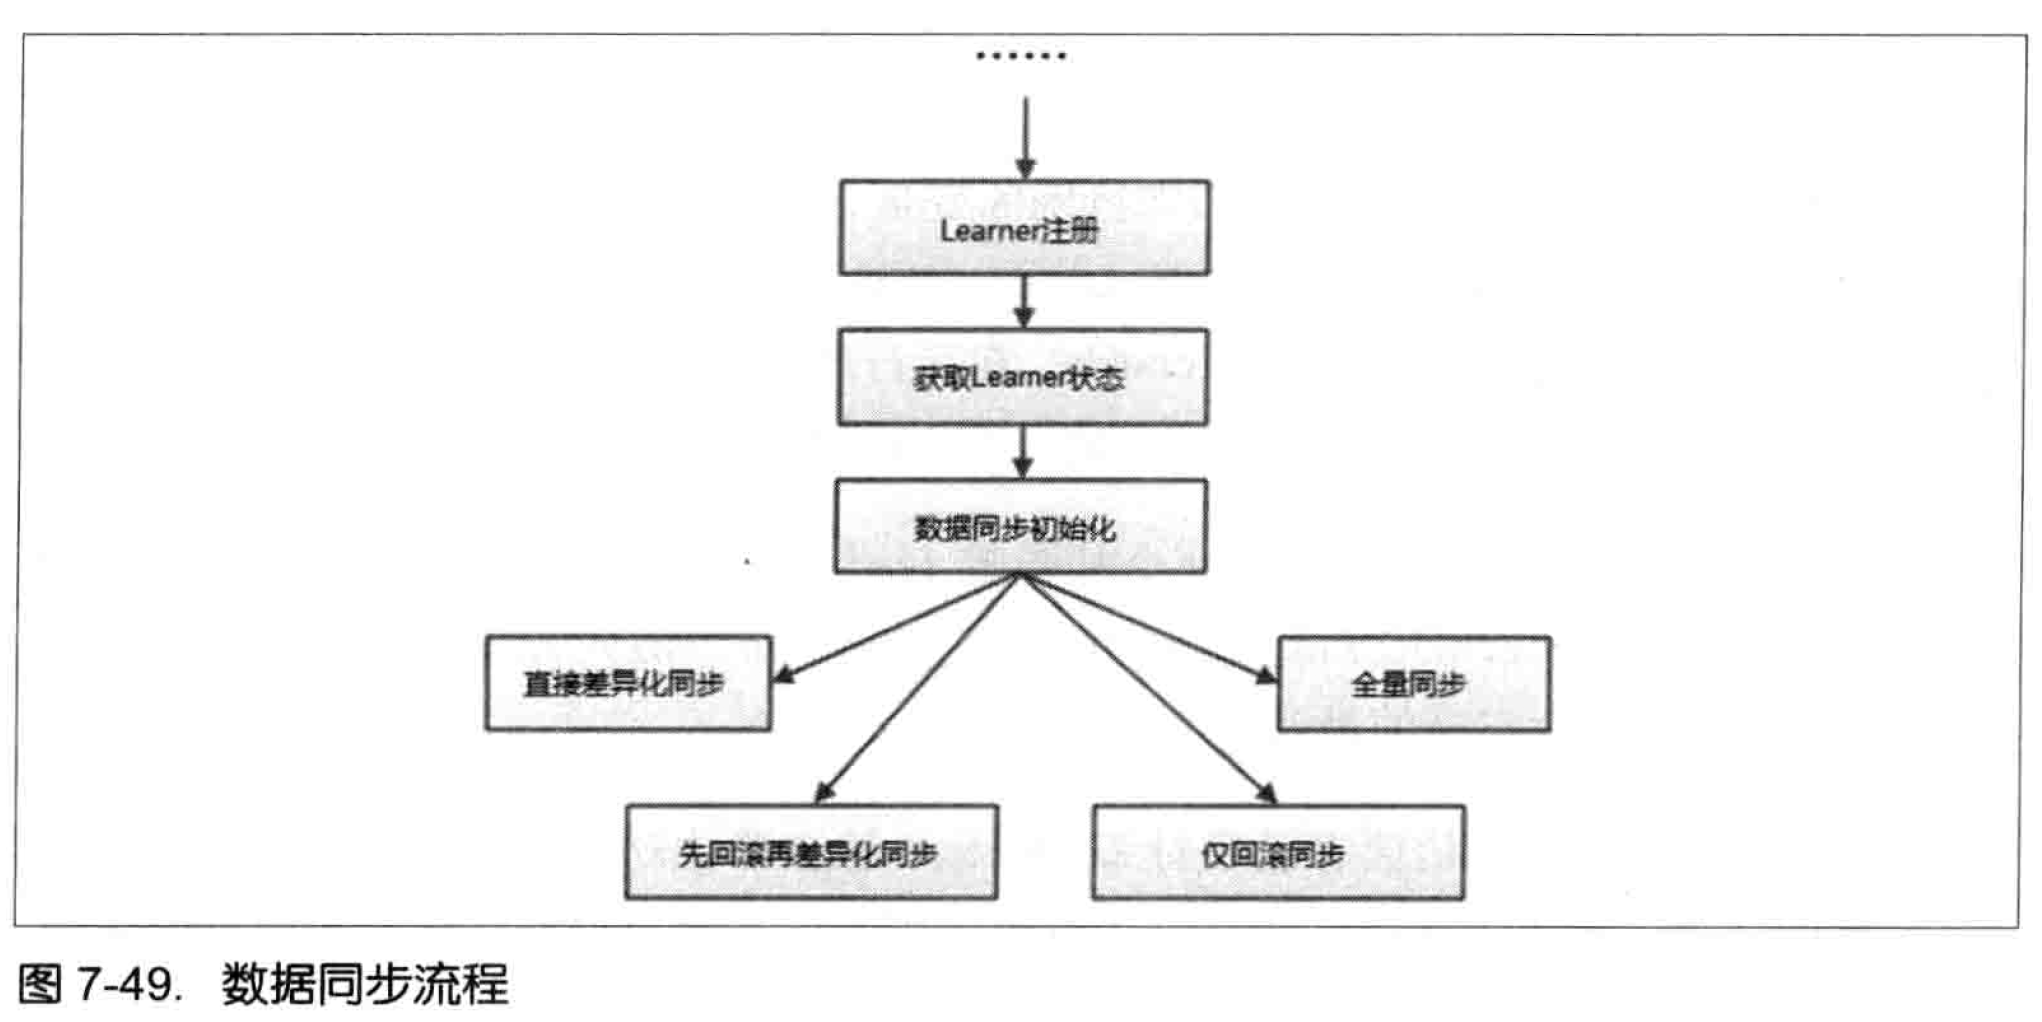 ......
Learner注册
获取Learner状态
数据同步初始化
直接差异化同步
全量同步
先回滚再差异化同步
仅回滚同步
图 7-49. 数据同步流程